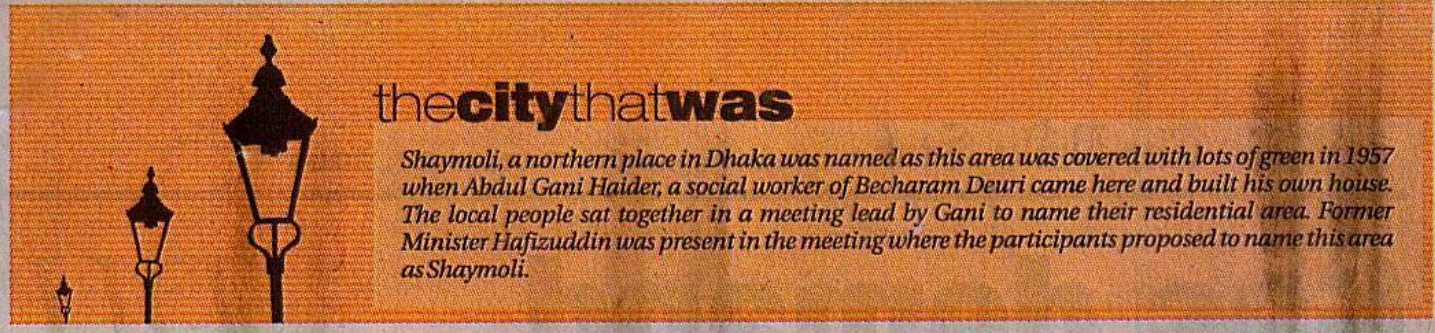 thecitythatwas
Shaymoli, a northern place in Dhaka was named as this area was covered with lots of green in 1957
when Abdul Gani Haider, a social worker of Becharam Deuri came here and built his own house.
The local people sat together in a meeting lead by Gani to name their residential area. Former
Minister Hafizuddin was present in the meeting where the participants proposed to name this area
as Shaymoli.